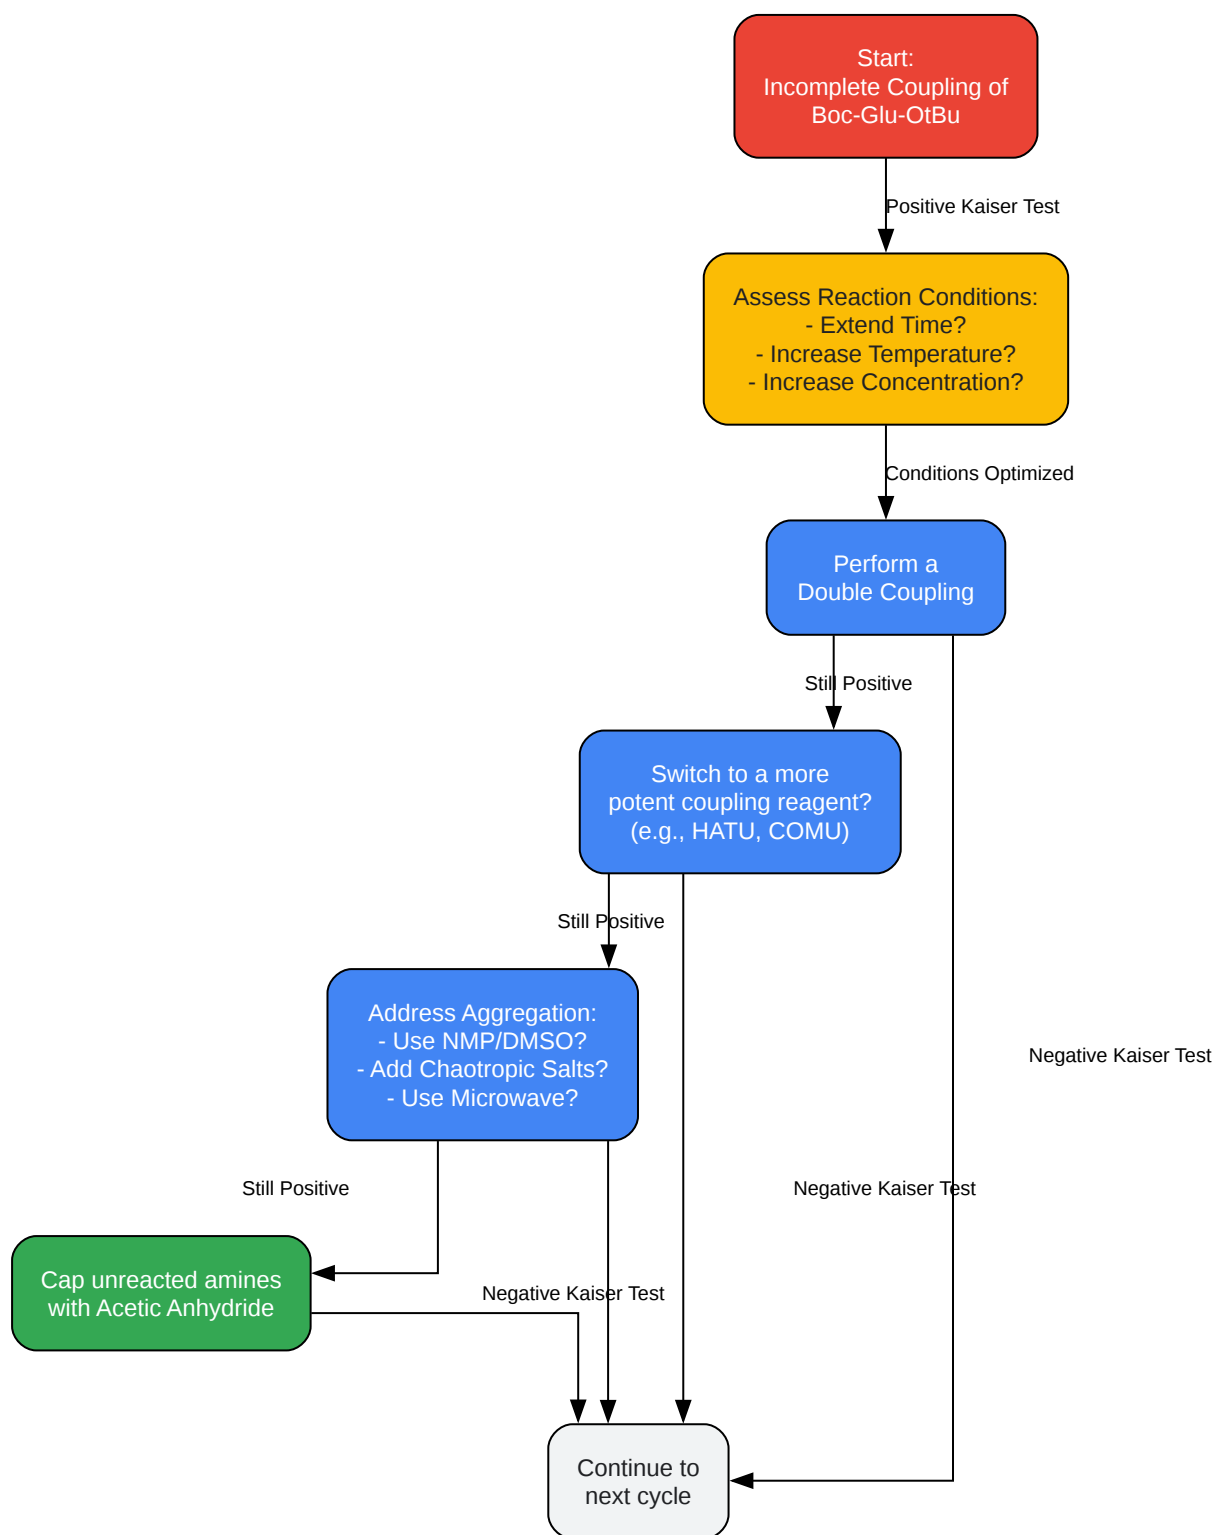 Start:
Incomplete Coupling of
Boc-Glu-OtBu
Positive Kaiser Test
Assess Reaction Conditions:
- Extend Time?
- Increase Temperature?
- Increase Concentration?
Conditions Optimized
Perform a
Double Coupling
Still Positive
Switch to a more
potent coupling reagent?
(e.g., HATU, COMU)
Still Positive
Address Aggregation:
- Use NMP/DMSO?
- Add Chaotropic Salts?
- Use Microwave?
Negative Kaiser Test
Still Positive
Negative Kaiser Test
Cap unreacted amines
with Acetic Anhydride
Negative Kaiser Test
Continue to
next cycle